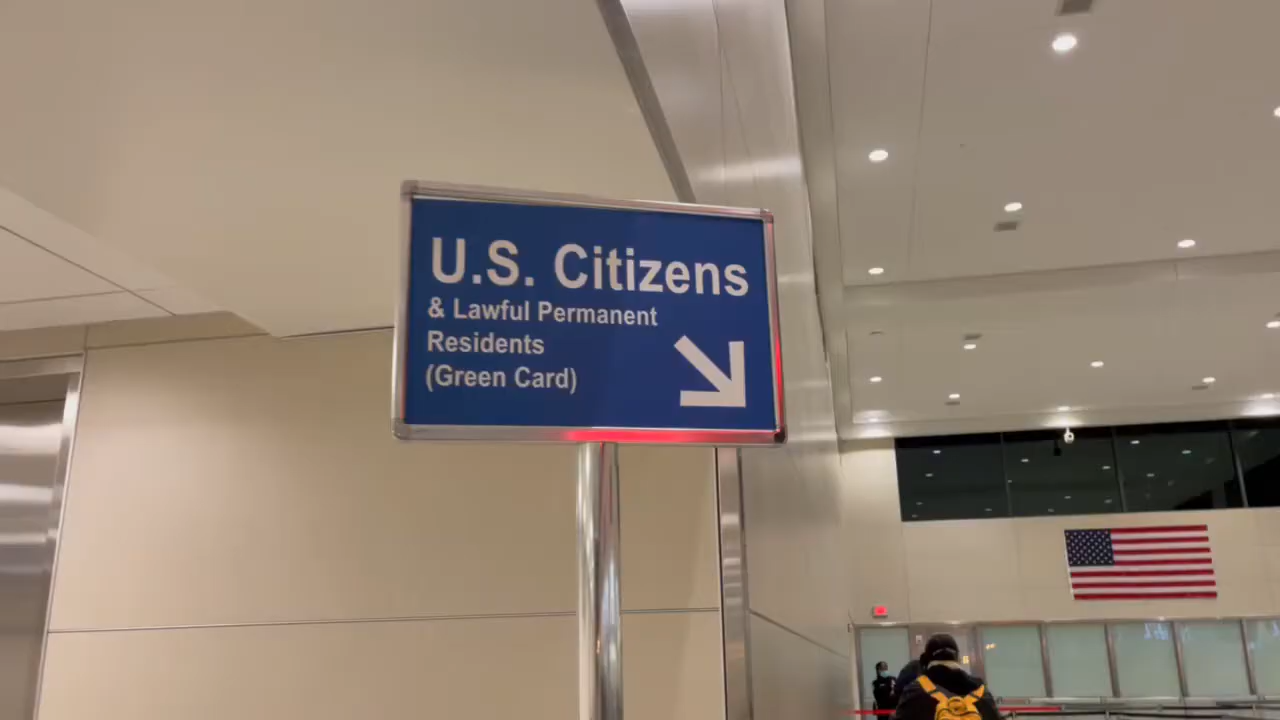 U.S. Citizens
& Lawful Permanent
Residents
(Green Card)